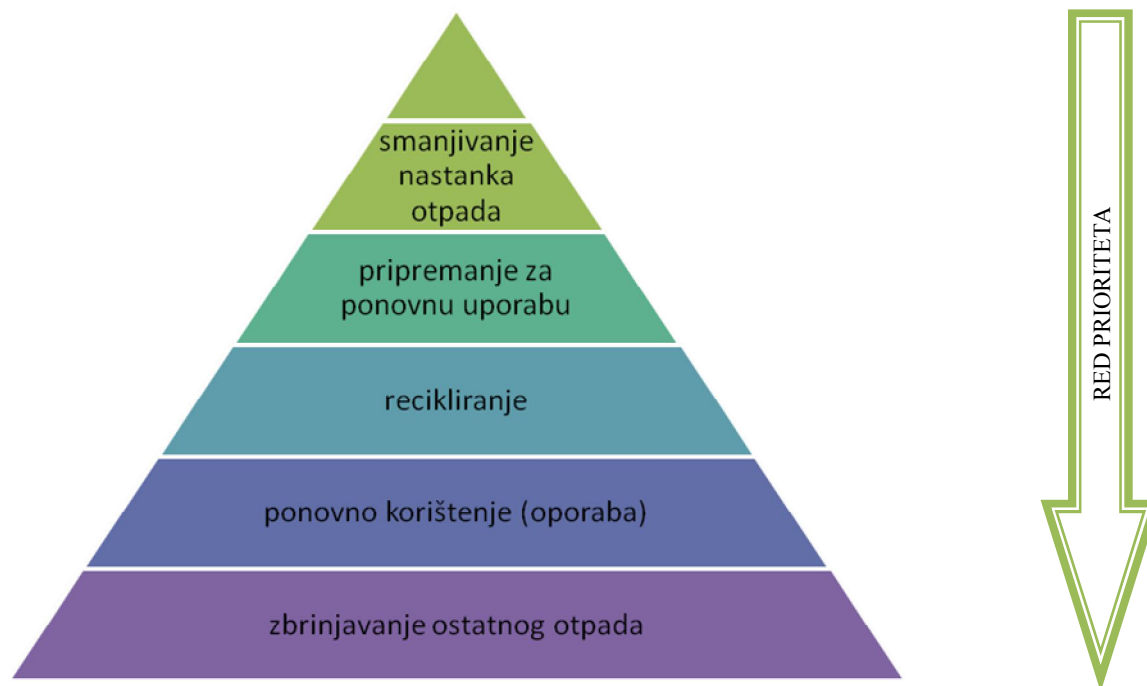 smanjivanje
nastanka
otpada
pripremanje za
ponovnu uporabu
recikliranje
ponovno korištenje (oporaba)
zbrinjavanje ostatnog otpada
RED PRIORITETA